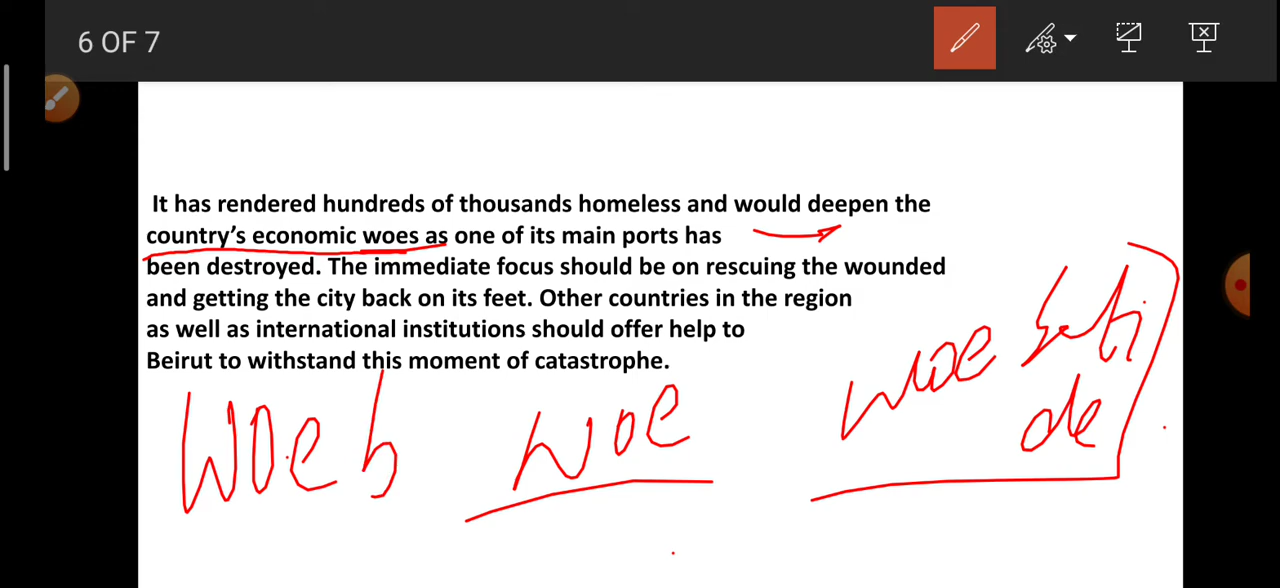 6 OF 7
It has rendered hundreds of thousands homeless and would deepen the
country's economic woes as one of its main ports has
been destroyed. The immediate focus should be on rescuing the wounded
and getting the city back on its feet. Other countries in the region
as well as international institutions should offer help to
Beirut to withstand this moment of catastrophe.
woe
woe